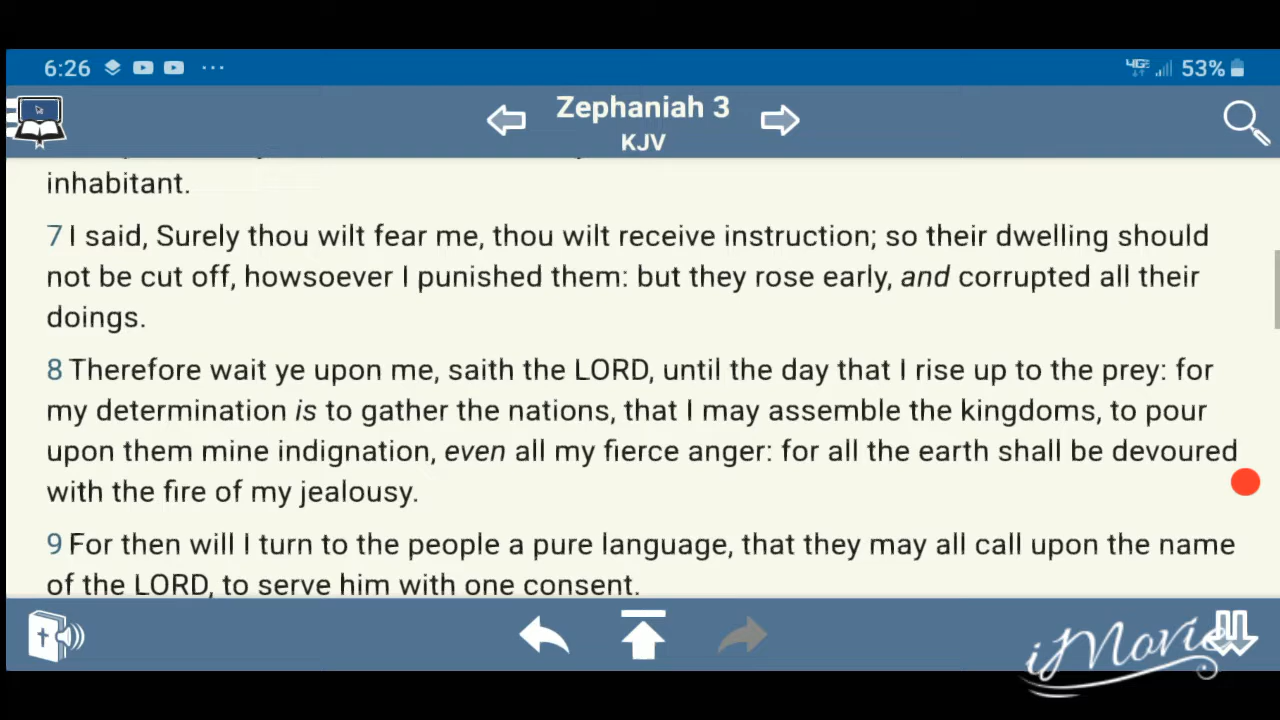 6:26 ... 4GE 53%
Zephaniah 3
KJV
inhabitant.
7 I said, Surely thou wilt fear me, thou wilt receive instruction; so their dwelling should
not be cut off, howsoever I punished them: but they rose early, and corrupted all their
doings.
8 Therefore wait ye upon me, saith the LORD, until the day that I rise up to the prey: for
my determination is to gather the nations, that I may assemble the kingdoms, to pour
upon them mine indignation, even all my fierce anger: for all the earth shall be devoured
with the fire of my jealousy.
9 For then will I turn to the people a pure language, that they may all call upon the name
of the LORD, to serve him with one consent.
iMovie